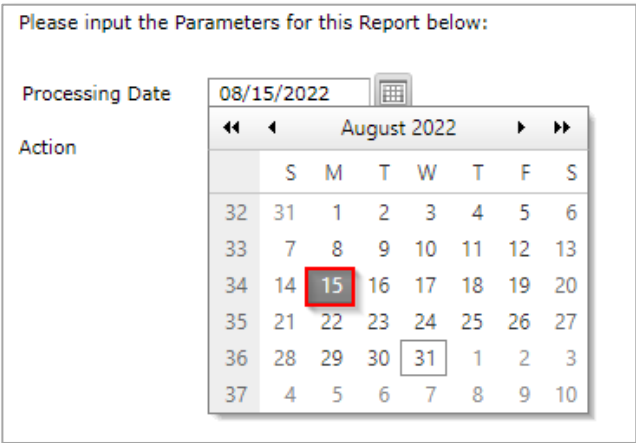 Please input the Parameters for this Report below:
Processing Date 08/15/2022
Action
August 2022
S M T W T F S
32 31 1 2 3 4 5 6
33 7 8 9 10 11 12 13
34 14 15 16 17 18 19 20
35 21 22 23 24 25 26 27
36 28 29 30 31 1 2 3
37 4 5 6 7 8 9 10